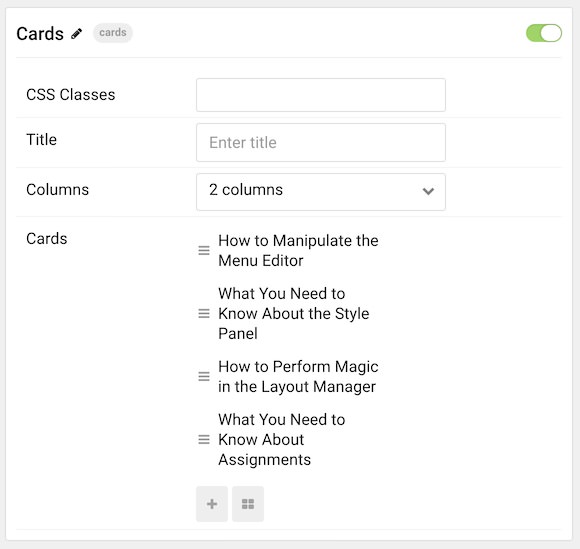 Cards cards
CSS Classes
Title Enter title
Columns 2 columns
Cards
How to Manipulate the
Menu Editor
What You Need to
Know About the Style
Panel
How to Perform Magic
in the Layout Manager
What You Need to
Know About
Assignments